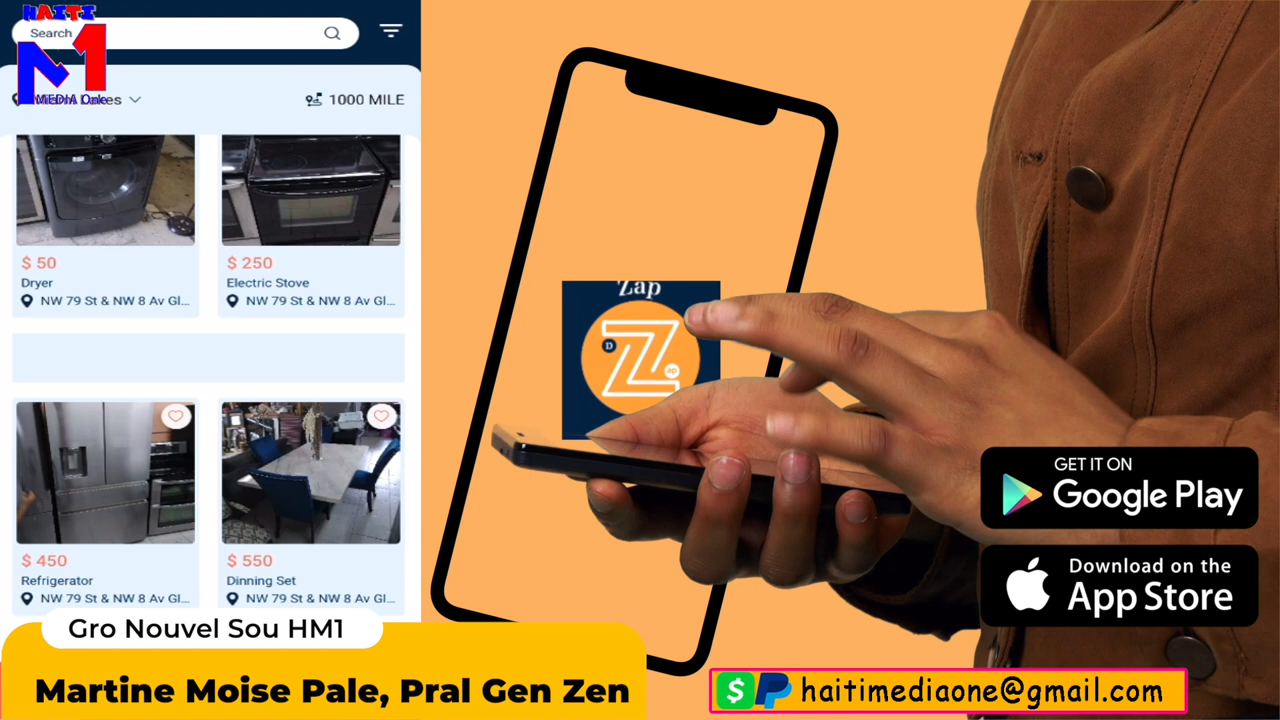 HAITI
M1
MEDIA One
Search
1000 MILE
$ 50
Dryer
NW 79 St & NW 8 Av Gl...
$ 250
Electric Stove
NW 79 St & NW 8 Av Gl...
$ 450
Refrigerator
NW 79 St & NW 8 Av Gl...
$ 550
Dinning Set
NW 79 St & NW 8 Av Gl...
Zap
D
Z
zap
GET IT ON
Google Play
Download on the
App Store
Gro Nouvel Sou HM1
Martine Moise Pale, Pral Gen Zen
$ P haitimediaone@gmail.com